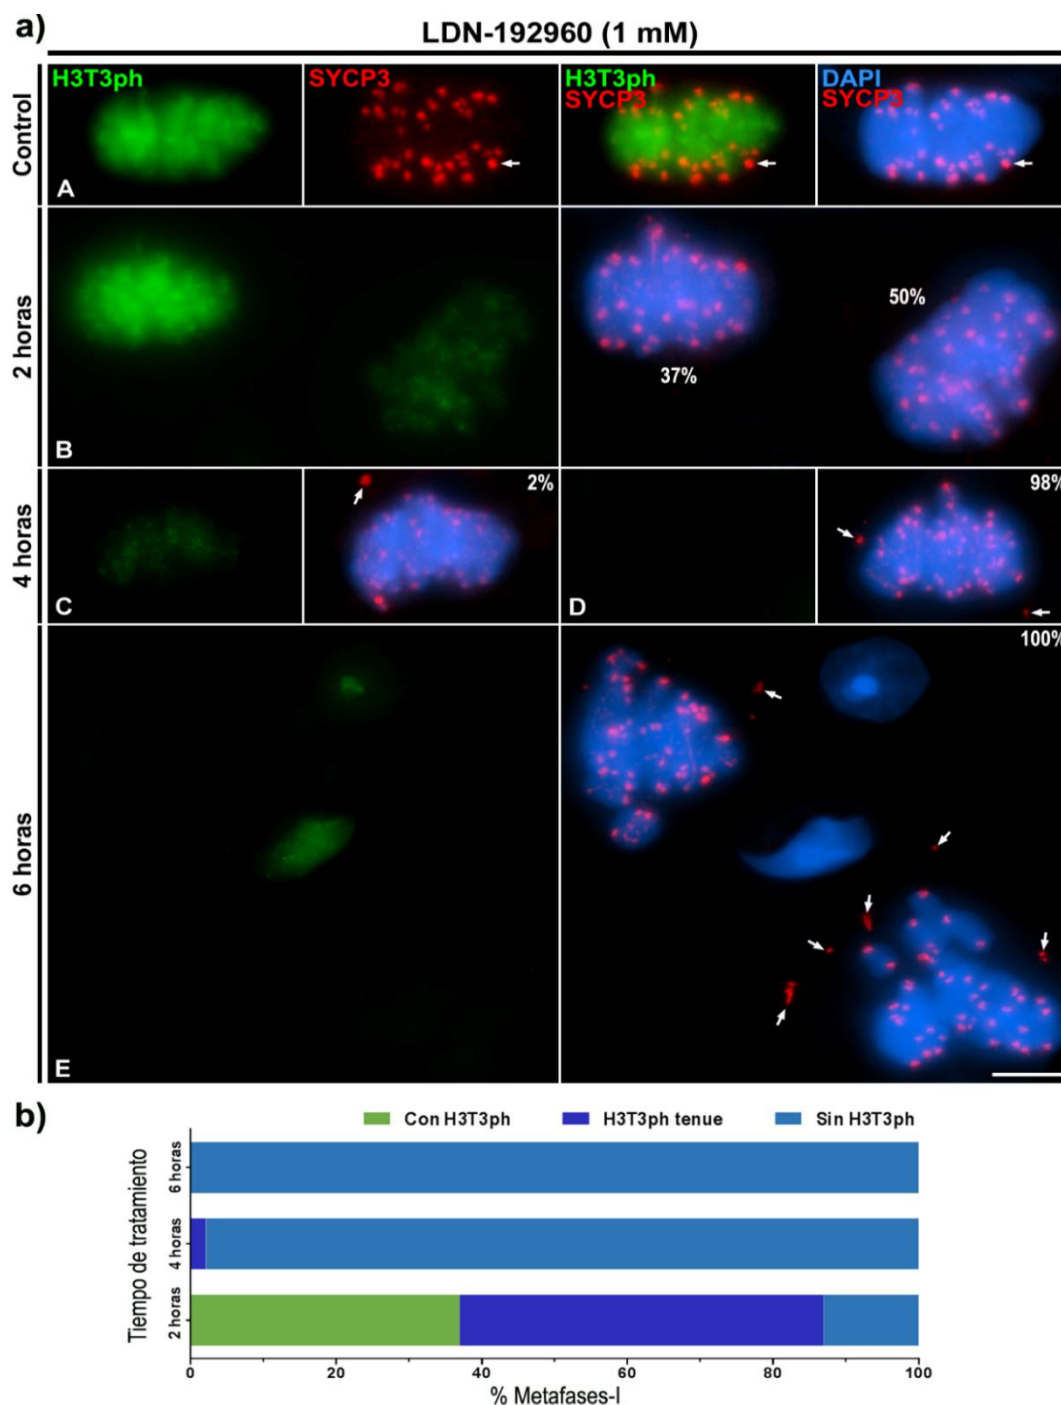 a)
LDN-192960 (1 mM)
Control
H3T3ph
SYCP3
H3T3ph
SYCP3
DAPI
SYCP3
A
2 horas
37%
50%
B
4 horas
2%
98%
C
D
6 horas
100%
E
b)
Con H3T3ph
H3T3ph tenue
Sin H3T3ph
Tiempo de tratamiento
6 horas
4 horas
2 horas
0 20 40 60 80 100
% Metafases-I